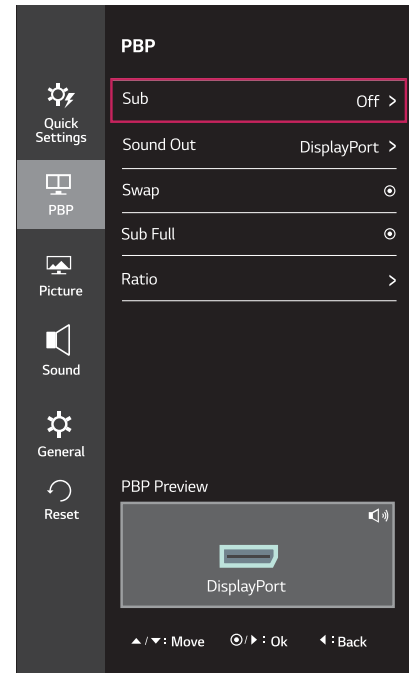 PBP
Sub Off >
Sound Out DisplayPort >
Swap
Sub Full
Ratio >
Quick
Settings
PBP
Picture
Sound
General
Reset
PBP Preview
DisplayPort
▲/▼: Move ◉/▶: Ok ◀:Back